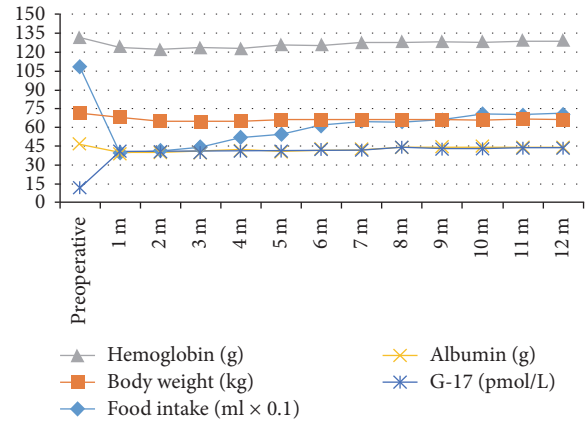 150
135
120
105
90
75
60
45
30
15
0
Preoperative
1 m
2 m
3 m
4 m
5 m
6 m
7 m
8 m
9 m
10 m
11 m
12 m
Hemoglobin (g)
Albumin (g)
Body weight (kg)
G-17 (pmol/L)
Food intake (ml × 0.1)